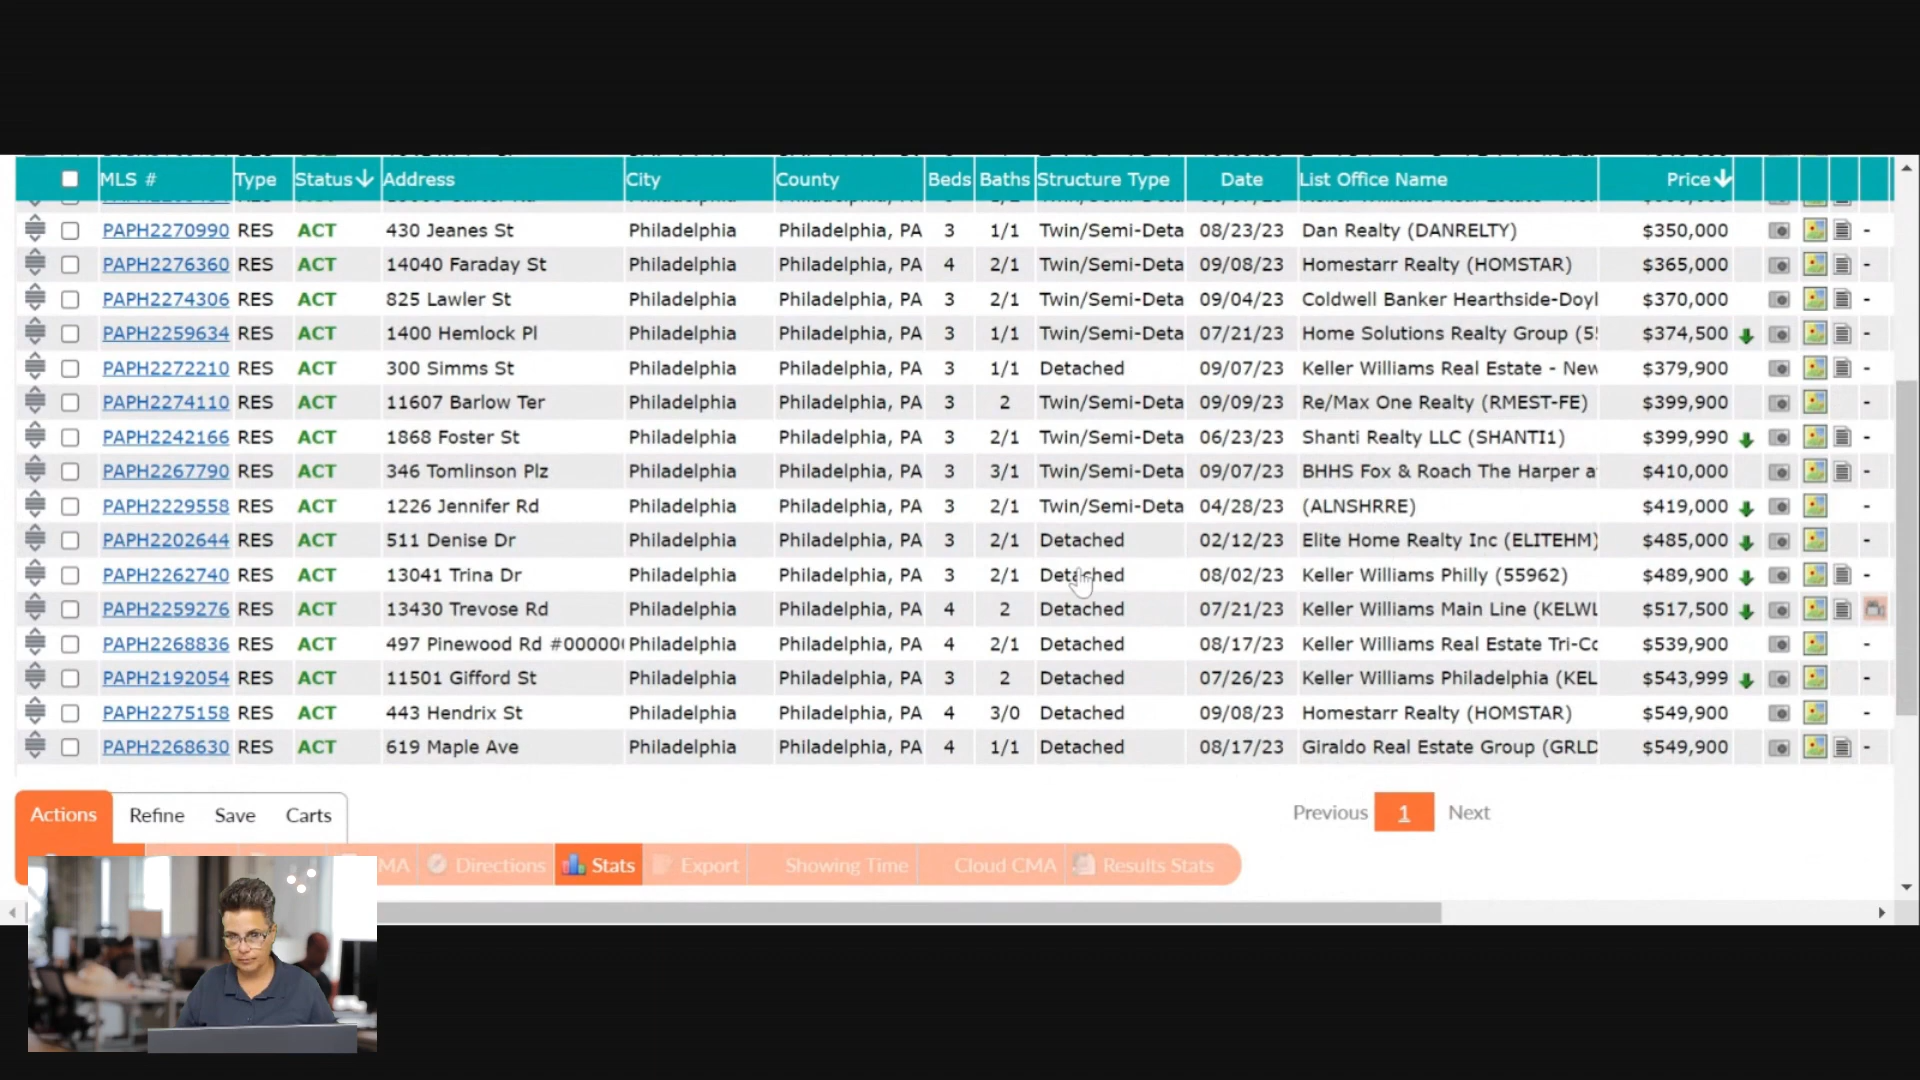 MLS # Type Status Address City County Beds Baths Structure Type Date List Office Name Price
PAPH2270990 RES ACT 430 Jeanes St Philadelphia Philadelphia, PA 3 1/1 Twin/Semi-Deta 08/23/23 Dan Realty (DANRELTY) $350,000 -
PAPH2276360 RES ACT 14040 Faraday St Philadelphia Philadelphia, PA 4 2/1 Twin/Semi-Deta 09/08/23 Homestarr Realty (HOMSTAR) $365,000 -
PAPH2274306 RES ACT 825 Lawler St Philadelphia Philadelphia, PA 3 2/1 Twin/Semi-Deta 09/04/23 Coldwell Banker Hearthside-Doyl $370,000 -
PAPH2259634 RES ACT 1400 Hemlock Pl Philadelphia Philadelphia, PA 3 1/1 Twin/Semi-Deta 07/21/23 Home Solutions Realty Group (5 $374,500 -
PAPH2272210 RES ACT 300 Simms St Philadelphia Philadelphia, PA 3 1/1 Detached 09/07/23 Keller Williams Real Estate - New $379,900 -
PAPH2274110 RES ACT 11607 Barlow Ter Philadelphia Philadelphia, PA 3 2 Twin/Semi-Deta 09/09/23 Re/Max One Realty (RMEST-FE) $399,900 -
PAPH2242166 RES ACT 1868 Foster St Philadelphia Philadelphia, PA 3 2/1 Twin/Semi-Deta 06/23/23 Shanti Realty LLC (SHANTI1) $399,990 -
PAPH2267790 RES ACT 346 Tomlinson Plz Philadelphia Philadelphia, PA 3 3/1 Twin/Semi-Deta 09/07/23 BHHS Fox & Roach The Harper a $410,000 -
PAPH2229558 RES ACT 1226 Jennifer Rd Philadelphia Philadelphia, PA 3 2/1 Twin/Semi-Deta 04/28/23 (ALNSHRRE) $419,000 -
PAPH2202644 RES ACT 511 Denise Dr Philadelphia Philadelphia, PA 3 2/1 Detached 02/12/23 Elite Home Realty Inc (ELITEHM) $485,000 -
PAPH2262740 RES ACT 13041 Trina Dr Philadelphia Philadelphia, PA 3 2/1 Detached 08/02/23 Keller Williams Philly (55962) $489,900 -
PAPH2259276 RES ACT 13430 Trevose Rd Philadelphia Philadelphia, PA 4 2 Detached 07/21/23 Keller Williams Main Line (KELWL $517,500
PAPH2268836 RES ACT 497 Pinewood Rd #00000 Philadelphia Philadelphia, PA 4 2/1 Detached 08/17/23 Keller Williams Real Estate Tri-Co $539,900 -
PAPH2192054 RES ACT 11501 Gifford St Philadelphia Philadelphia, PA 3 2 Detached 07/26/23 Keller Williams Philadelphia (KEL $543,999 -
PAPH2275158 RES ACT 443 Hendrix St Philadelphia Philadelphia, PA 4 3/0 Detached 09/08/23 Homestarr Realty (HOMSTAR) $549,900 -
PAPH2268630 RES ACT 619 Maple Ave Philadelphia Philadelphia, PA 4 1/1 Detached 08/17/23 Giraldo Real Estate Group (GRLD $549,900 -
Actions Refine Save Carts Previous 1 Next
MA Directions Stats Export Showing Time Cloud CMA Results Stats